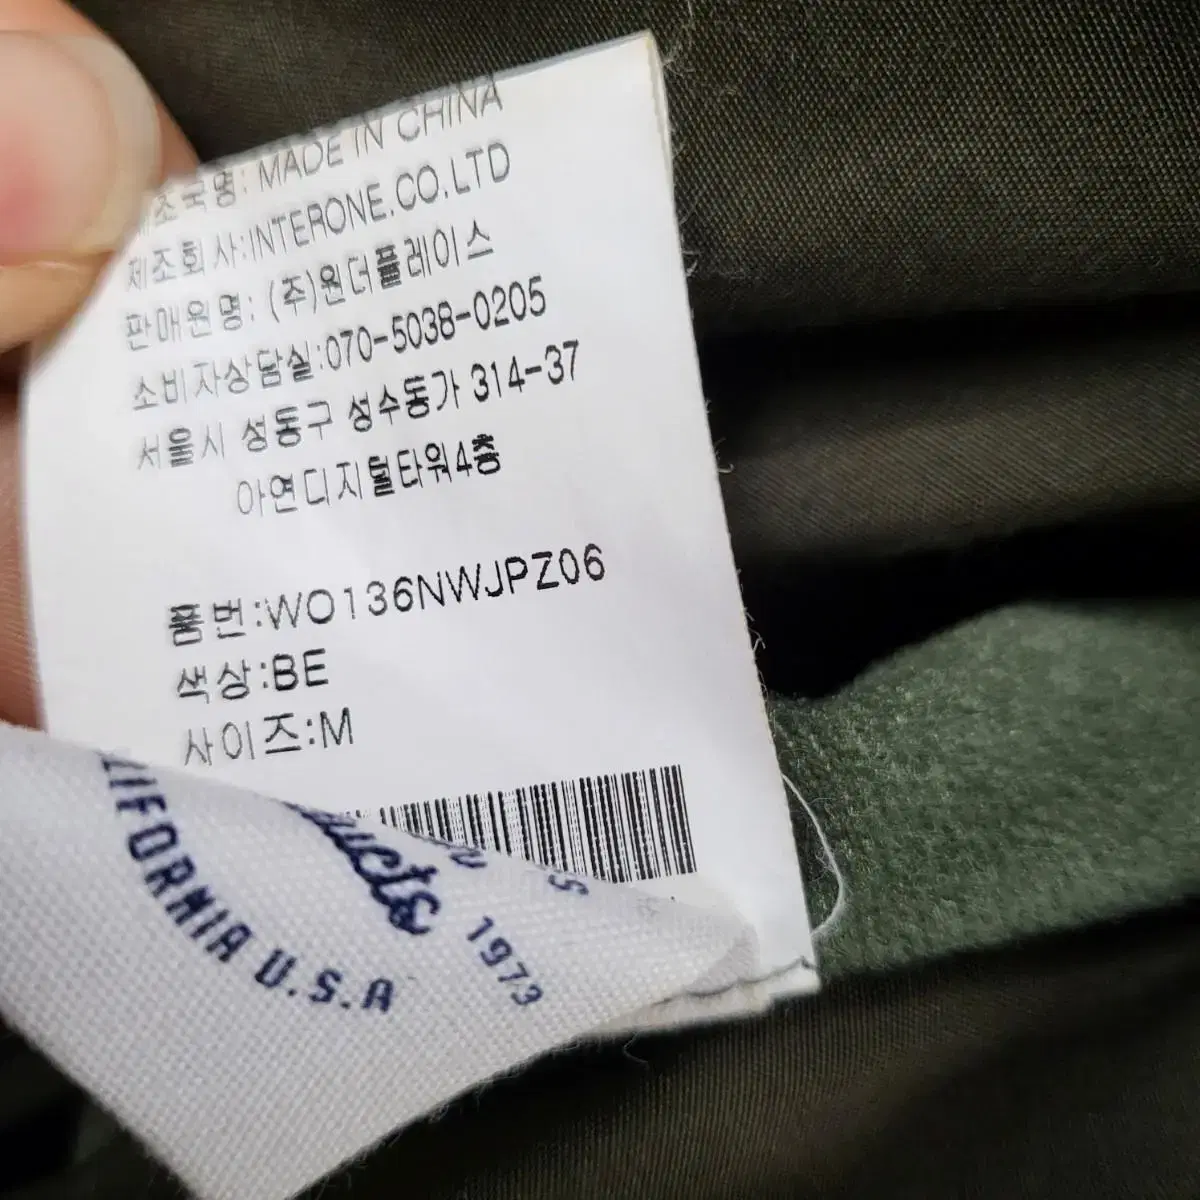 제조국명: MADE IN CHINA
제조회사:INTERONE.CO.LTD
판매원명: (주)원더플레이스
소비자상담실:070-5038-0205
서울시 성동구 성수동가 314-37
아연디지털타워4층
품번:WO136NWJPZ06
색상:BE
사이즈:M
1973
U.S.A